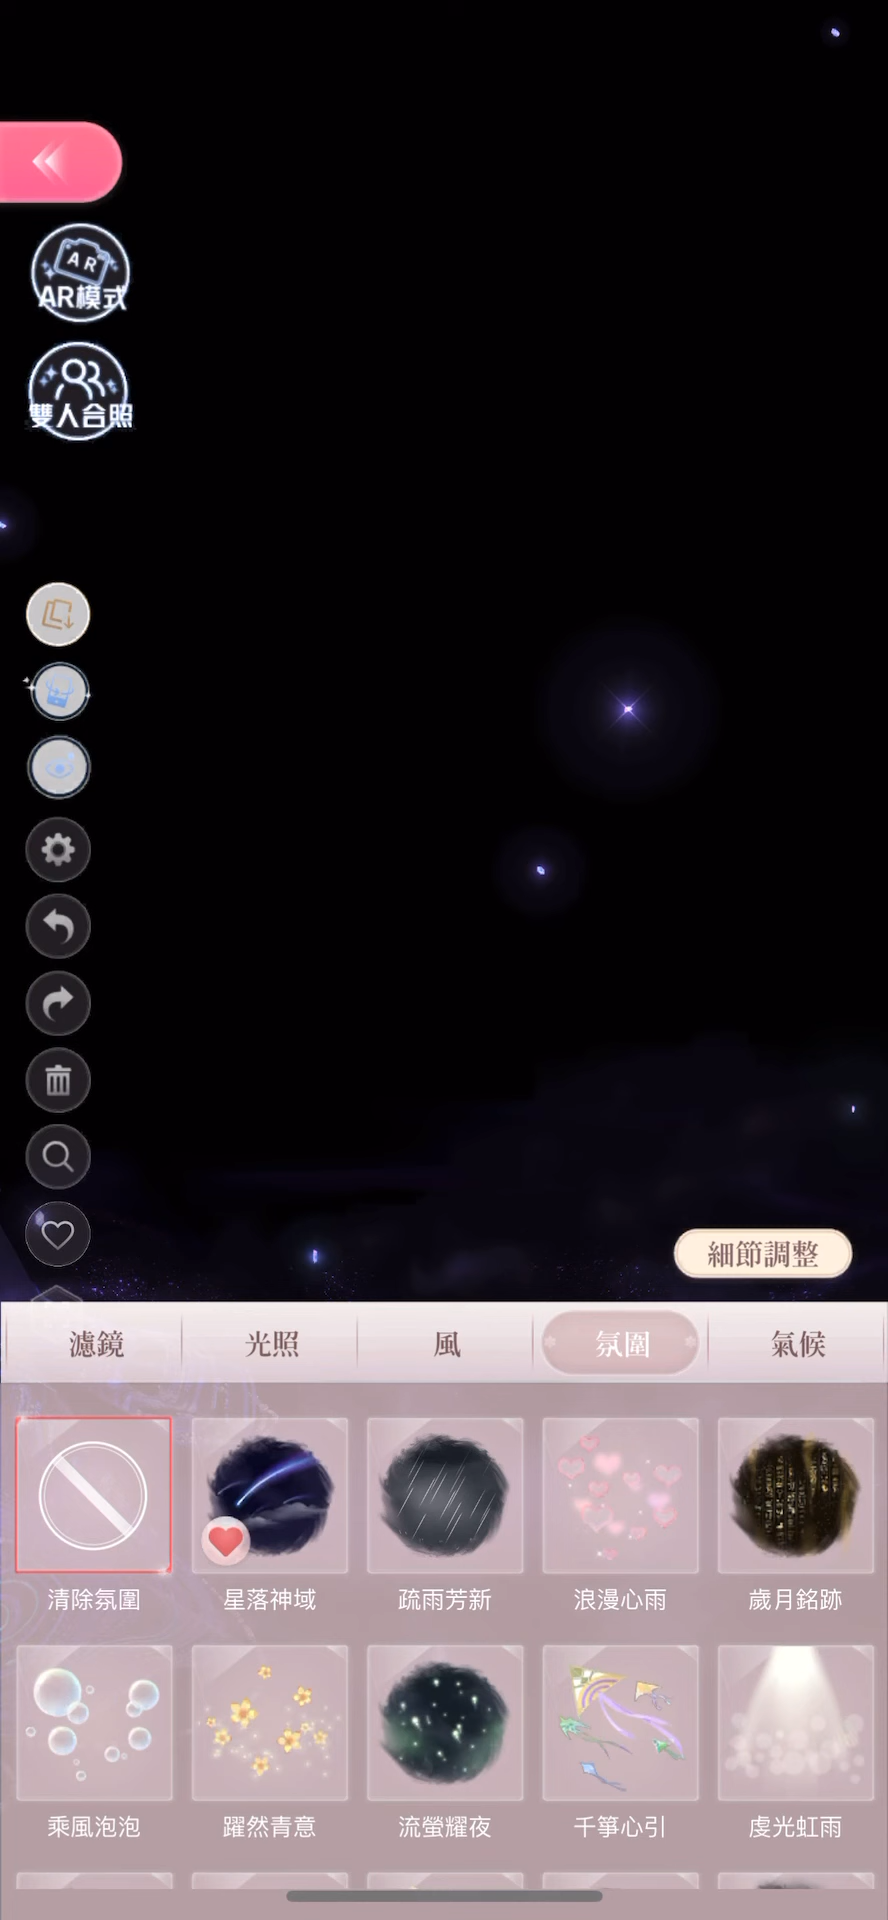 AR
AR模式
雙人合照
細節調整
濾鏡
光照
風
氛圍
氣候
清除氛圍
星落神域
疏雨芳新
浪漫心雨
歲月銘跡
乘風泡泡
躍然青意
流螢耀夜
千箏心引
虔光虹雨